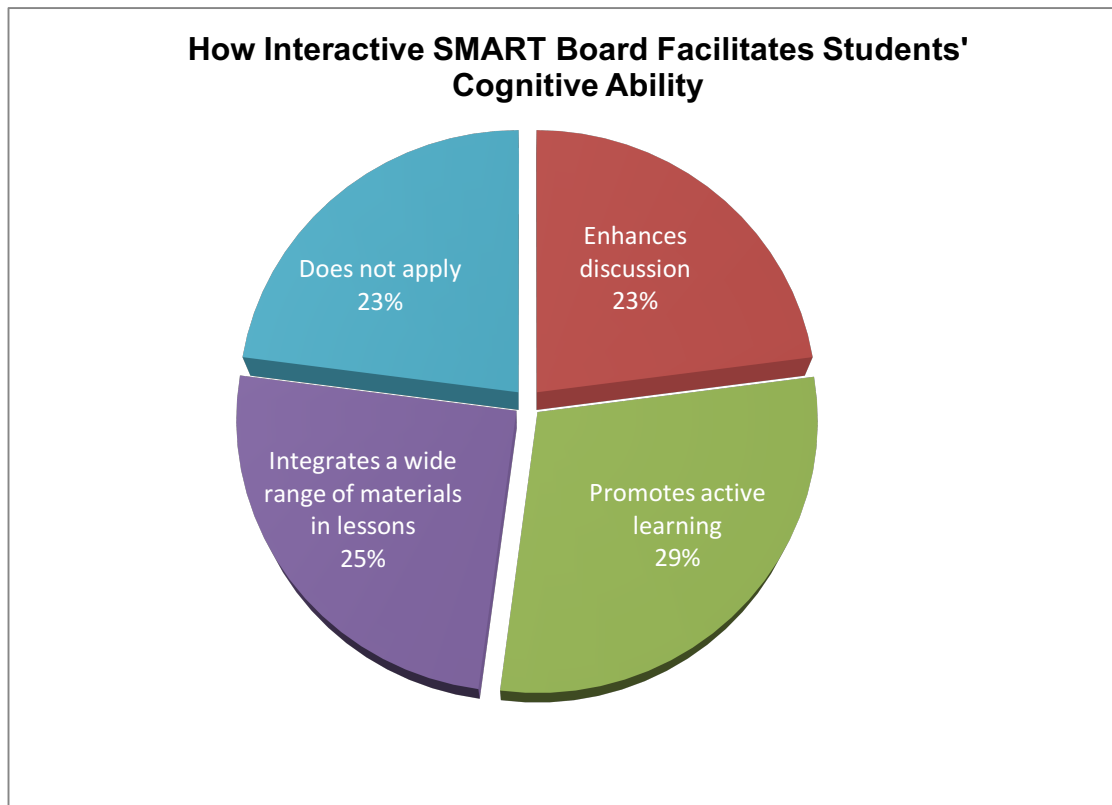 How Interactive SMART Board Facilitates Students'
Cognitive Ability
Enhances
discussion
23%
Promotes active
learning
29%
Integrates a wide
range of materials
in lessons
25%
Does not apply
23%